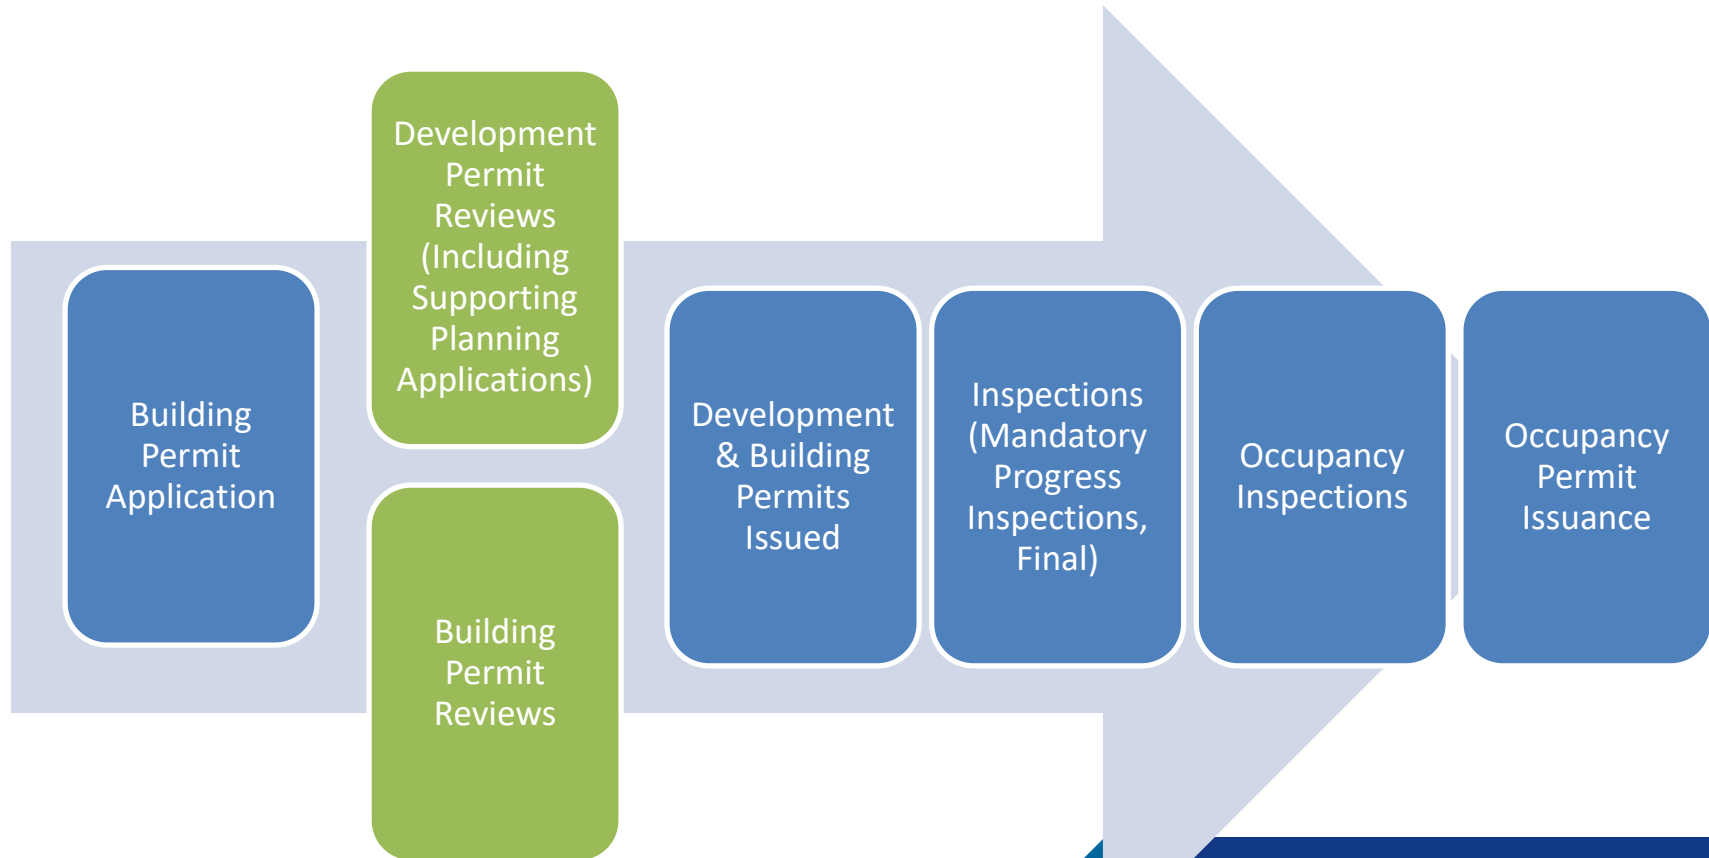 Building
Permit
Application
Development
Permit
Reviews
(Including
Supporting
Planning
Applications)
Building
Permit
Reviews
Development
& Building
Permits
Issued
Inspections
(Mandatory
Progress
Inspections,
Final)
Occupancy
Inspections
Occupancy
Permit
Issuance